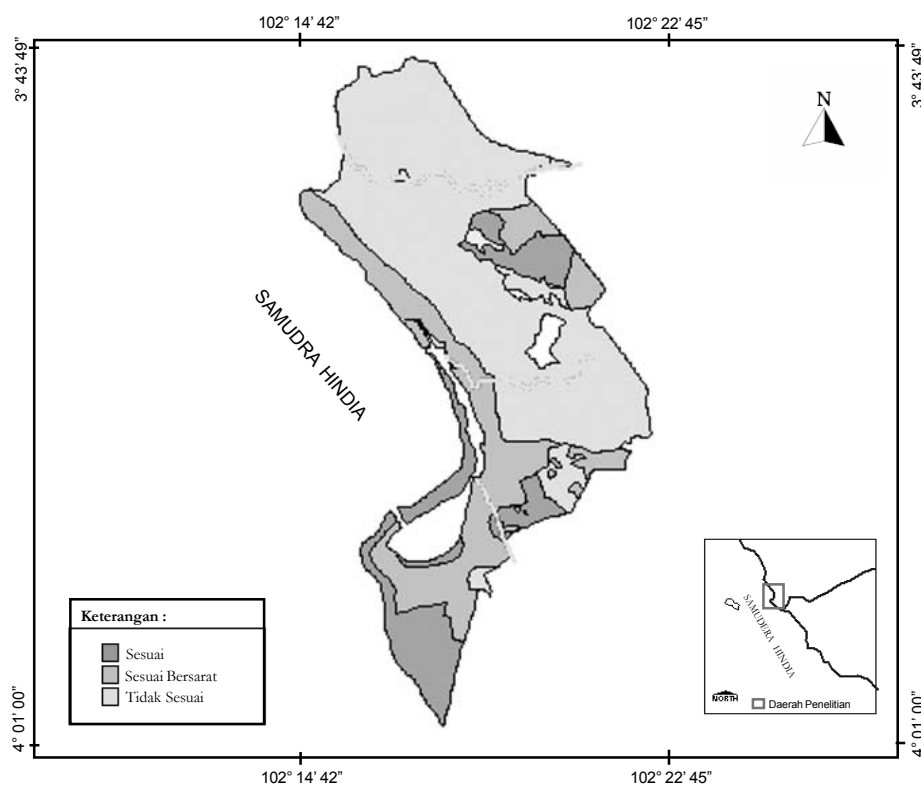 102° 14’ 42”
102° 22’ 45”
3° 43’ 49”
3° 43’ 49”
N
SAMUDRA HINDIA
Keterangan :
Sesuai
Sesuai Bersarat
Tidak Sesuai
SAMUDERA HINDIA
NORTH
Daerah Penelitian
4° 01’ 00”
4° 01’ 00”
102° 14’ 42”
102° 22’ 45”